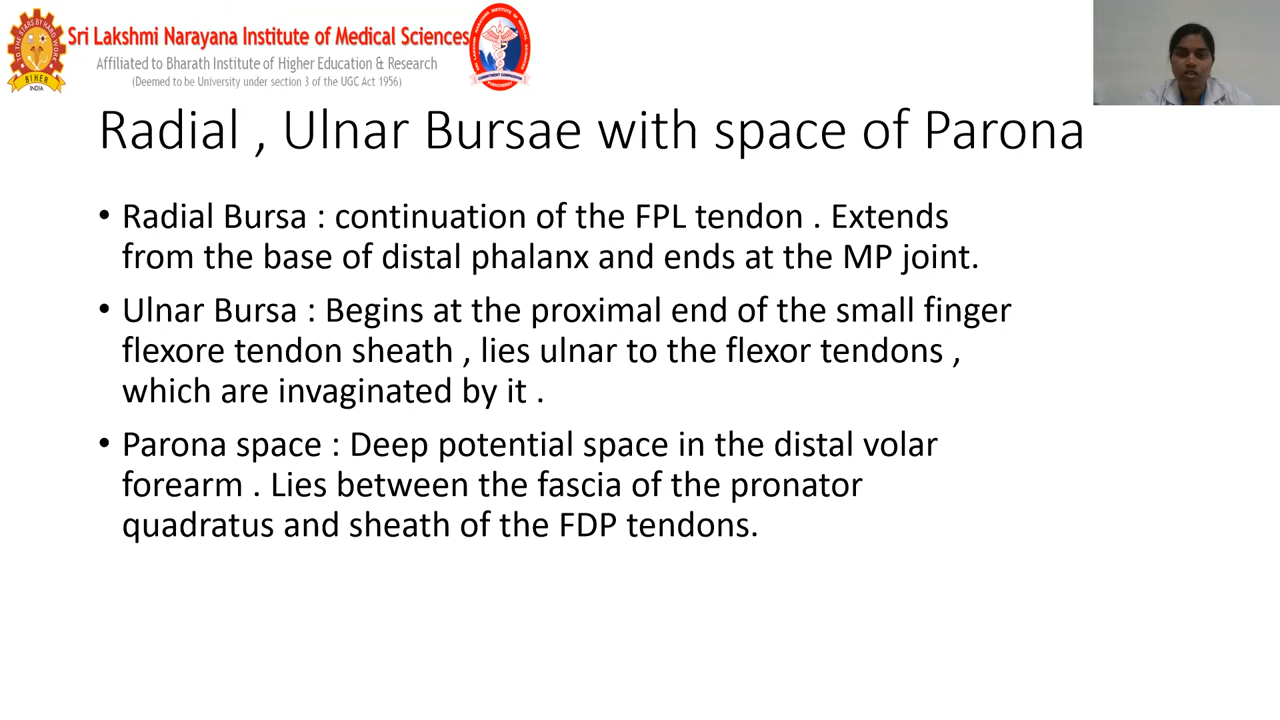 Sri Lakshmi Narayana Institute of Medical Sciences
Affiliated to Bharath Institute of Higher Education & Research
(Deemed to be University under section 3 of the UGC Act 1956)
BIHER
INDIA
COMMITMENT COMPASSION
Radial , Ulnar Bursae with space of Parona
• Radial Bursa : continuation of the FPL tendon . Extends
from the base of distal phalanx and ends at the MP joint.
• Ulnar Bursa : Begins at the proximal end of the small finger
flexore tendon sheath , lies ulnar to the flexor tendons ,
which are invaginated by it .
• Parona space : Deep potential space in the distal volar
forearm . Lies between the fascia of the pronator
quadratus and sheath of the FDP tendons.